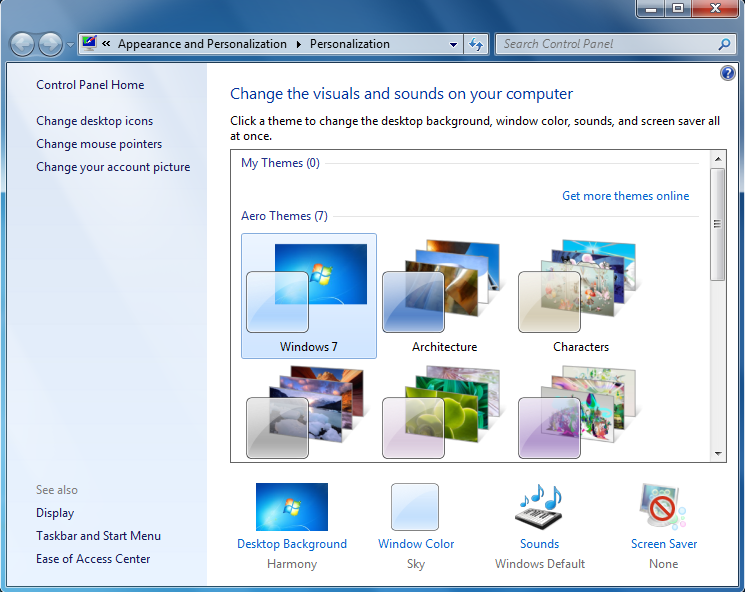 « Appearance and Personalization ▸ Personalization
Search Control Panel
Control Panel Home
Change desktop icons
Change mouse pointers
Change your account picture
See also
Display
Taskbar and Start Menu
Ease of Access Center
Change the visuals and sounds on your computer
Click a theme to change the desktop background, window color, sounds, and screen saver all
at once.
My Themes (0)
Get more themes online
Aero Themes (7)
Windows 7
Architecture
Characters
Desktop Background
Harmony
Window Color
Sky
Sounds
Windows Default
Screen Saver
None